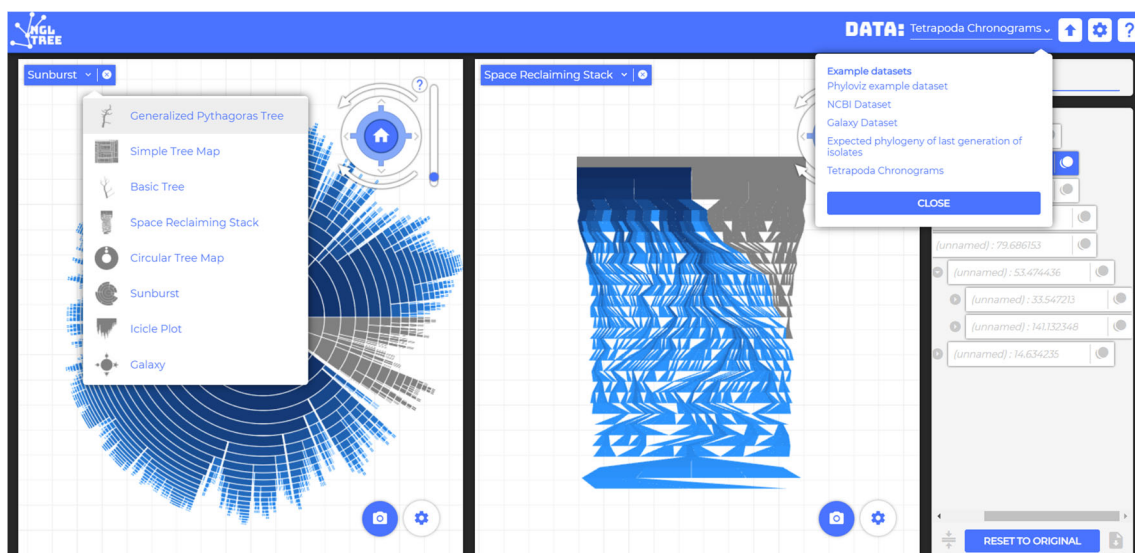 NGL
TREE
DATA: Tetrapoda Chronograms
?
Sunburst
Generalized Pythagoras Tree
Simple Tree Map
Basic Tree
Space Reclaiming Stack
Circular Tree Map
Sunburst
Icicle Plot
Galaxy
?
Space Reclaiming Stack
Example datasets
Phyloviz example dataset
NCBI Dataset
Galaxy Dataset
Expected phylogeny of last generation of
isolates
Tetrapoda Chronograms
CLOSE
(unnamed) : 79.686153
(unnamed) : 53.474436
(unnamed) : 33.547213
(unnamed) : 141.132348
(unnamed) : 14.634235
RESET TO ORIGINAL